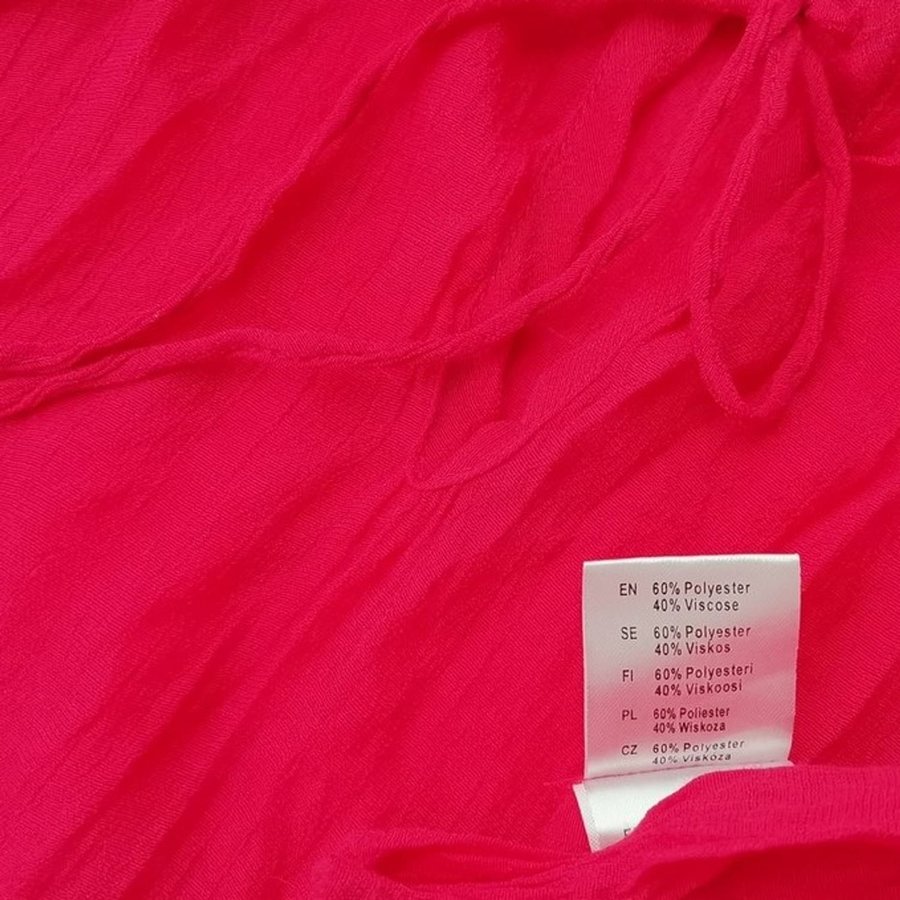 EN 60% Polyester
40% Viscose
SE 60% Polyester
40% Viskos
FI 60% Polyesteri
40% Viskoosi
PL 60% Poliester
40% Wiskoza
CZ 60% Polyester
40% Viskóza